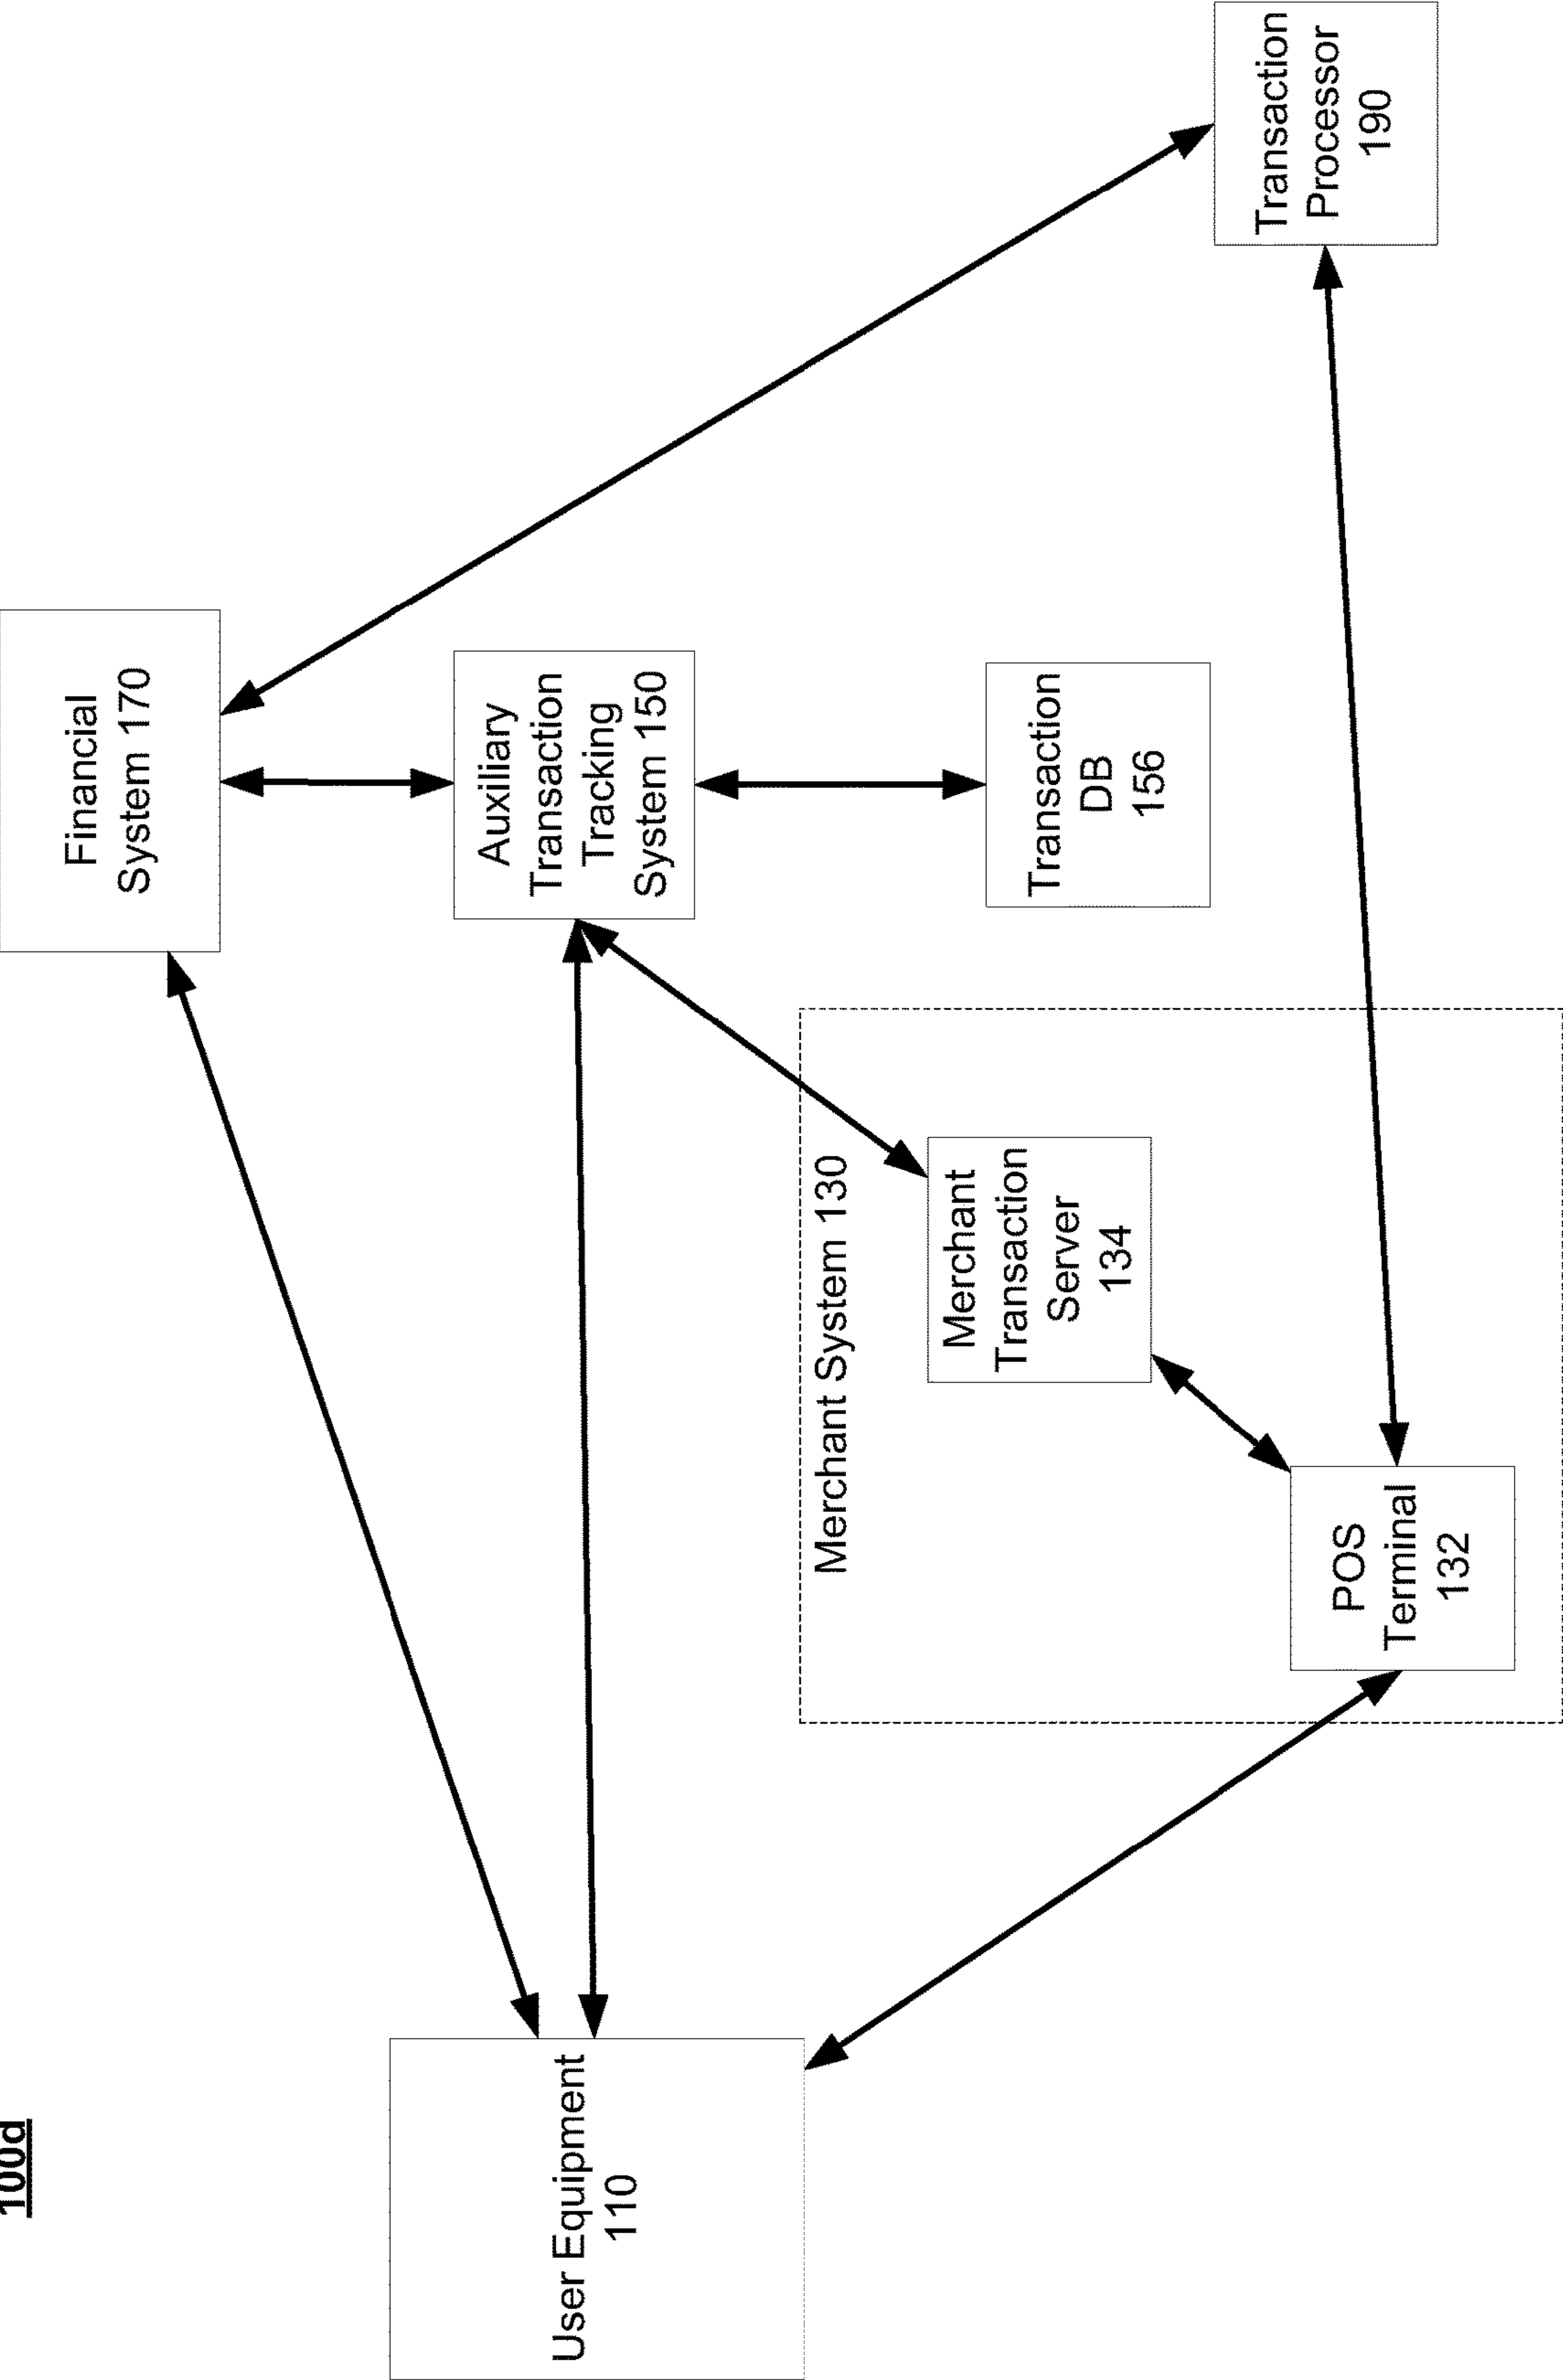 100d
Financial
System 170
User Equipment
110
Auxiliary
Transaction
Tracking
System 150
Merchant System 130
Merchant
Transaction
Server
134
Transaction
DB
156
POS
Terminal
132
Transaction
Processor
190